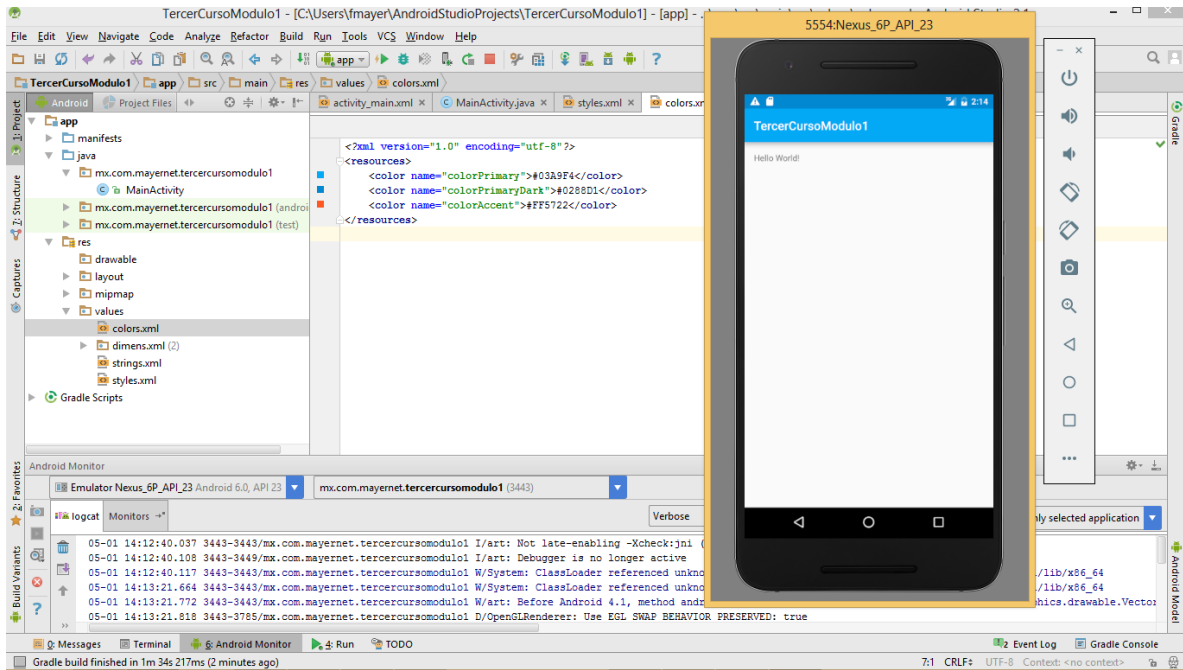 TercerCursoModulo1 - [C:\Users\fmayer\AndroidStudioProjects\TercerCursoModulo1] - [app] -
File Edit View Navigate Code Analyze Refactor Build Run Tools VCS Window Help
app
TercerCursoModulo1 app src main res values colors.xml
Android Project Files
activity_main.xml MainActivity.java styles.xml colors.xm
1: Project
7: Structure
Captures
2: Favorites
Build Variants
app
manifests
java
mx.com.mayernet.tercercursomodulo1
MainActivity
mx.com.mayernet.tercercursomodulo1 (androi
mx.com.mayernet.tercercursomodulo1 (test)
res
drawable
layout
mipmap
values
colors.xml
dimens.xml (2)
strings.xml
styles.xml
Gradle Scripts
<?xml version="1.0" encoding="utf-8"?>
<resources>
<color name="colorPrimary">#03A9F4</color>
<color name="colorPrimaryDark">#0288D1</color>
<color name="colorAccent">#FF5722</color>
</resources>
5554:Nexus_6P_API_23
2:14
TercerCursoModulo1
Hello World!
Gradle
Android Model
Android Monitor
Emulator Nexus_6P_API_23 Android 6.0, API 23 mx.com.mayernet.tercercursomodulo1 (3443)
logcat Monitors Verbose only selected application
05-01 14:12:40.037 3443-3443/mx.com.mayernet.tercercursomodulo1 I/art: Not late-enabling -Xcheck:jni (
05-01 14:12:40.108 3443-3449/mx.com.mayernet.tercercursomodulo1 I/art: Debugger is no longer active
05-01 14:12:40.117 3443-3443/mx.com.mayernet.tercercursomodulo1 W/System: ClassLoader referenced unkno /lib/x86_64
05-01 14:13:21.664 3443-3443/mx.com.mayernet.tercercursomodulo1 W/System: ClassLoader referenced unkno /lib/x86_64
05-01 14:13:21.772 3443-3443/mx.com.mayernet.tercercursomodulo1 W/art: Before Android 4.1, method andr phics.drawable.Vector
05-01 14:13:21.818 3443-3785/mx.com.mayernet.tercercursomodulo1 D/OpenGLRenderer: Use EGL SWAP BEHAVIOR PRESERVED: true
0: Messages Terminal 6: Android Monitor 4: Run TODO 2 Event Log Gradle Console
Gradle build finished in 1m 34s 217ms (2 minutes ago) 7:1 CRLF UTF-8 Context: <no context>